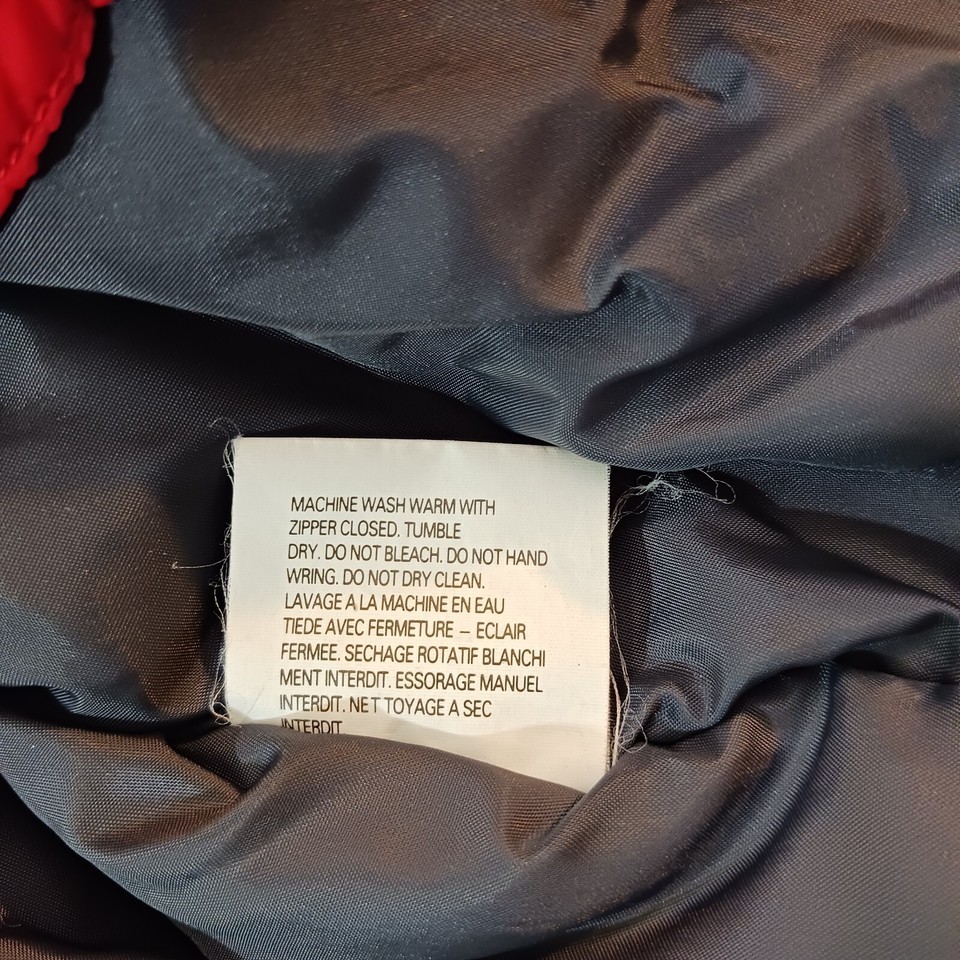 MACHINE WASH WARM WITH
ZIPPER CLOSED. TUMBLE
DRY. DO NOT BLEACH. DO NOT HAND
WRING. DO NOT DRY CLEAN.
LAVAGE A LA MACHINE EN EAU
TIEDE AVEC FERMETURE – ECLAIR
FERMEE. SECHAGE ROTATIF BLANCHI
MENT INTERDIT. ESSORAGE MANUEL
INTERDIT. NE T TOYAGE A SEC
INTERDIT